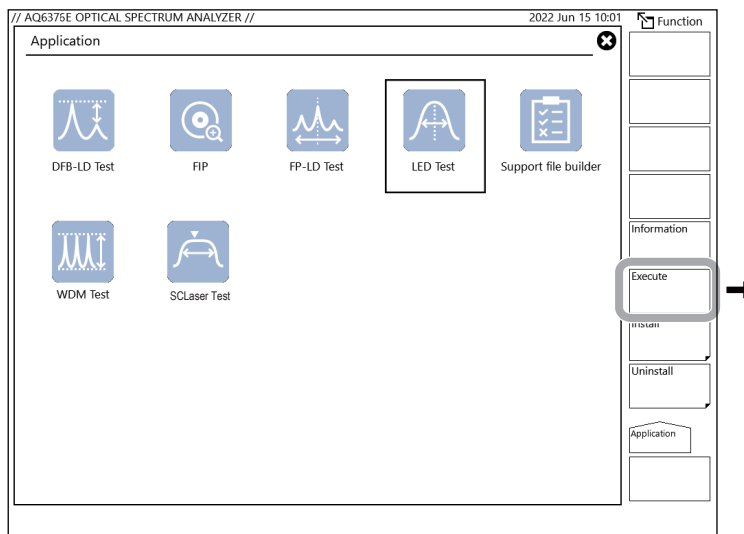 // AQ6375E OPTICAL SPECTRUM ANALYZER // 2022 Jun 15 10:01
Function
Application
DFB-LD Test
FIP
FP-LD Test
LED Test
Support file builder
WDM Test
SCLaser Test
Information
Execute
Install
Uninstall
Application